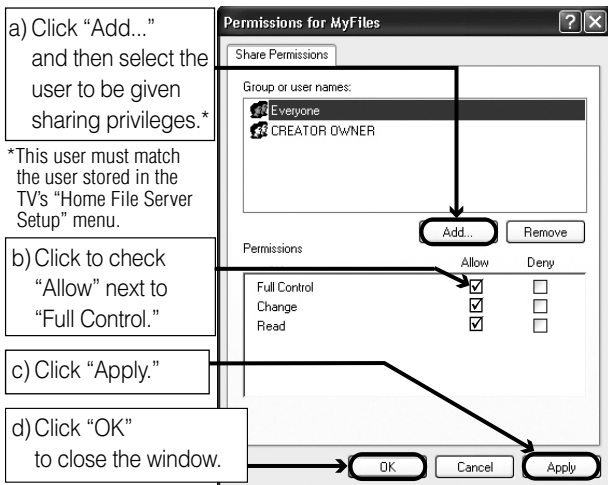 a) Click “Add...”
and then select the
user to be given
sharing privileges.*
*This user must match
the user stored in the
TV’s “Home File Server
Setup” menu.
b) Click to check
“Allow” next to
“Full Control.”
c) Click “Apply.”
d) Click “OK”
to close the window.
Permissions for MyFiles
Share Permissions
Group or user names:
Everyone
CREATOR OWNER
Add...
Remove
Permissions
Allow
Deny
Full Control
Change
Read
OK
Cancel
Apply